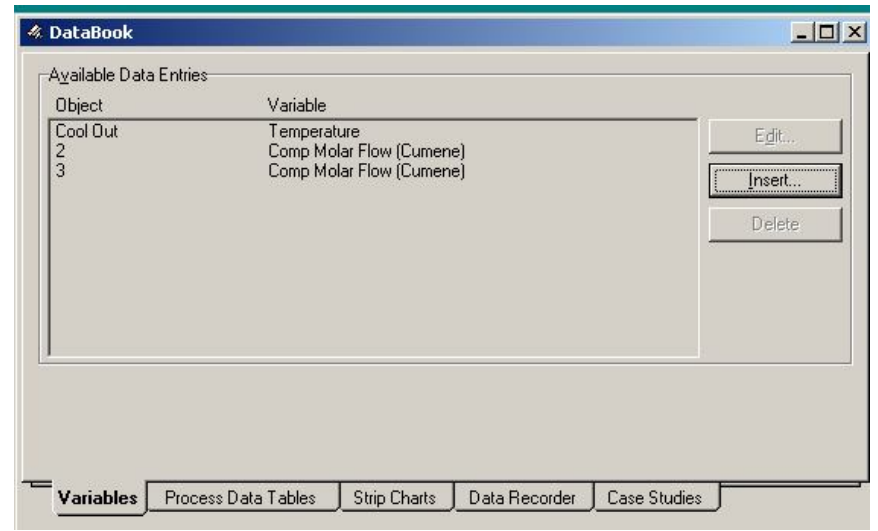 DataBook
Available Data Entries
Object Variable
Cool Out Temperature
2 Comp Molar Flow (Cumene)
3 Comp Molar Flow (Cumene)
Edit...
Insert...
Delete
Variables Process Data Tables Strip Charts Data Recorder Case Studies